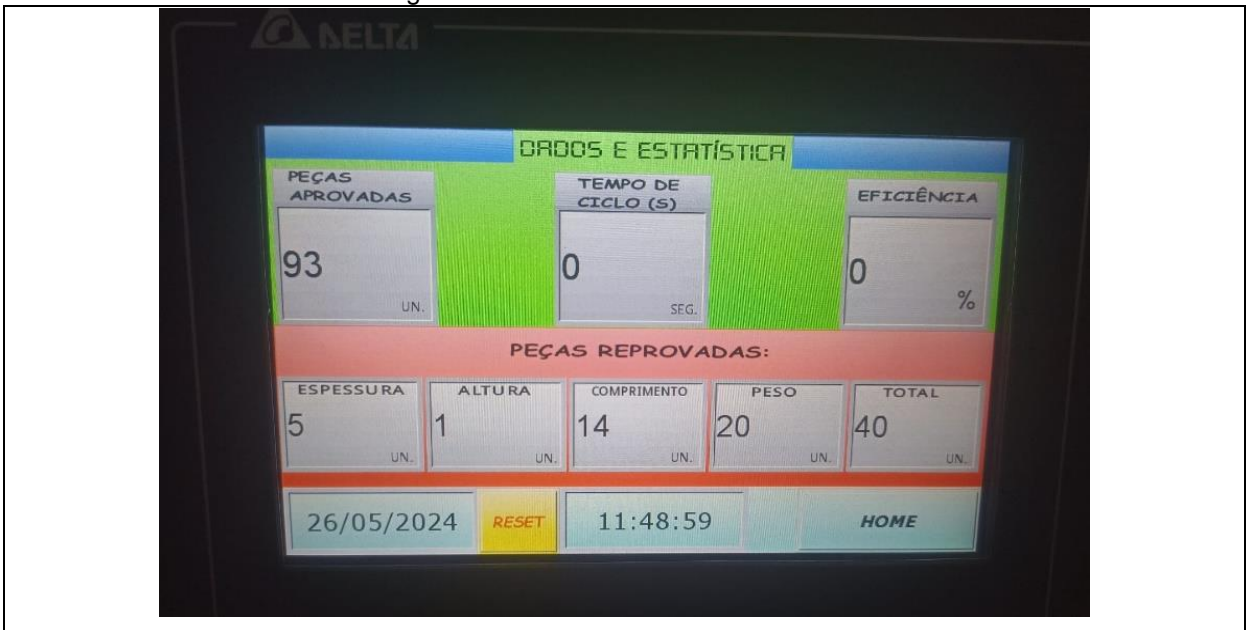 DELTA
DADOS E ESTATÍSTICA
PEÇAS
APROVADAS
93
UN.
TEMPO DE
CICLO (S)
0
SEG.
EFICIÊNCIA
0
%
PEÇAS REPROVADAS:
ESPESSURA
5
UN.
ALTURA
1
UN.
COMPRIMENTO
14
UN.
PESO
20
UN.
TOTAL
40
UN.
26/05/2024
RESET
11:48:59
HOME